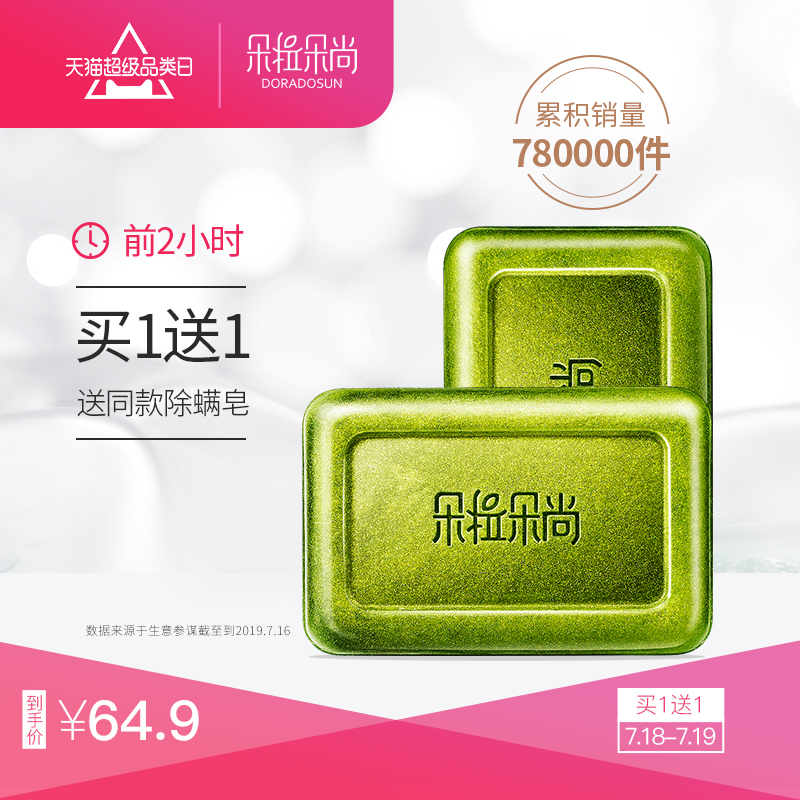 天猫超级品类日
朵拉朵尚
DORADOSUN
累积销量
780000件
前2小时
买1送1
送同款除螨皂
源
朵拉朵尚
数据来源于生意参谋截至到2019.7.16
到手价
¥64.9
买1送1
7.18–7.19